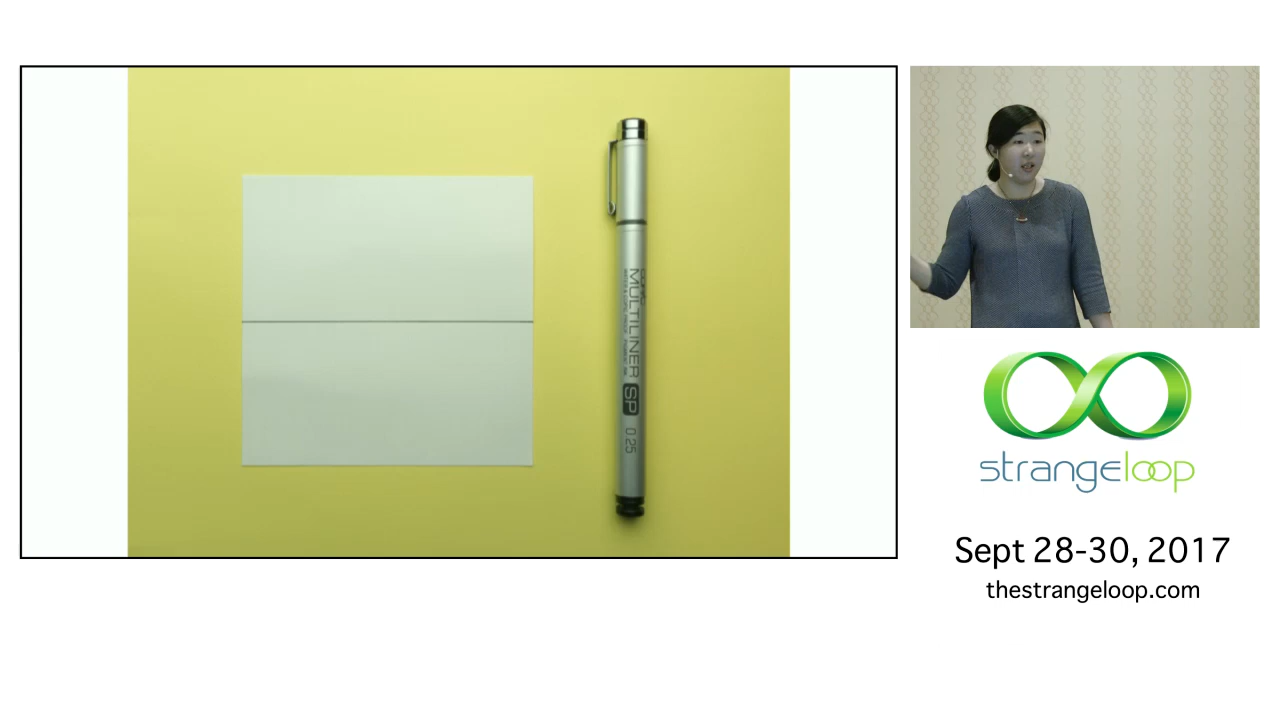 MULTILINER
SP
0.25
strangeloop
Sept 28-30, 2017
thestrangeloop.com